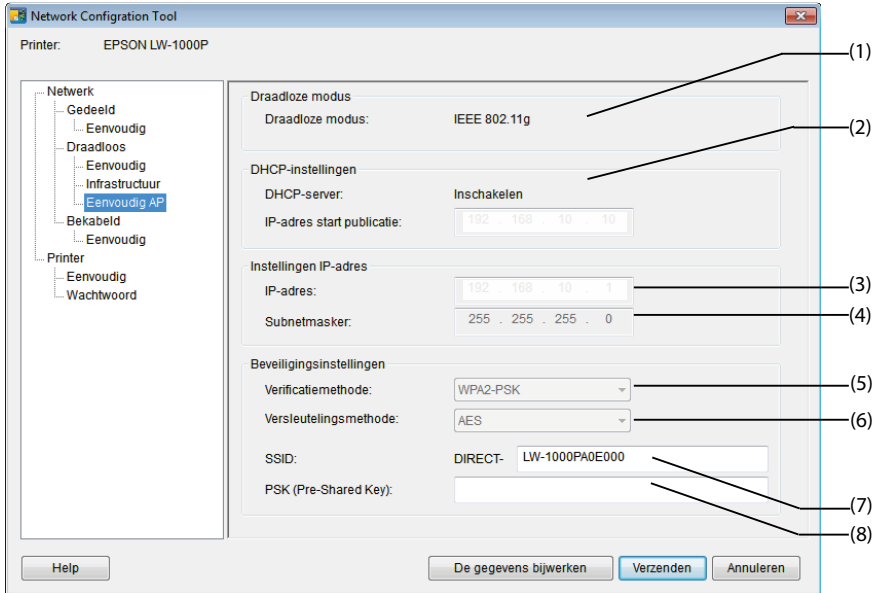 Network Configration Tool
Printer: EPSON LW-1000P
Netwerk
Gedeeld
Eenvoudig
Draadloos
Eenvoudig
Infrastructuur
Eenvoudig AP
Bekabeld
Eenvoudig
Printer
Eenvoudig
Wachtwoord
Draadloze modus
Draadloze modus: IEEE 802.11g
(1)
DHCP-instellingen
(2)
DHCP-server: Inschakelen
IP-adres start publicatie: 192 . 168 . 10 . 10
Instellingen IP-adres
IP-adres: 192 . 168 . 10 . 1
(3)
Subnetmasker: 255 . 255 . 255 . 0
(4)
Beveiligingsinstellingen
Verificatiemethode: WPA2-PSK
(5)
Versleutelingsmethode: AES
(6)
SSID: DIRECT- LW-1000PA0E000
(7)
PSK (Pre-Shared Key):
(8)
Help
De gegevens bijwerken
Verzenden
Annuleren